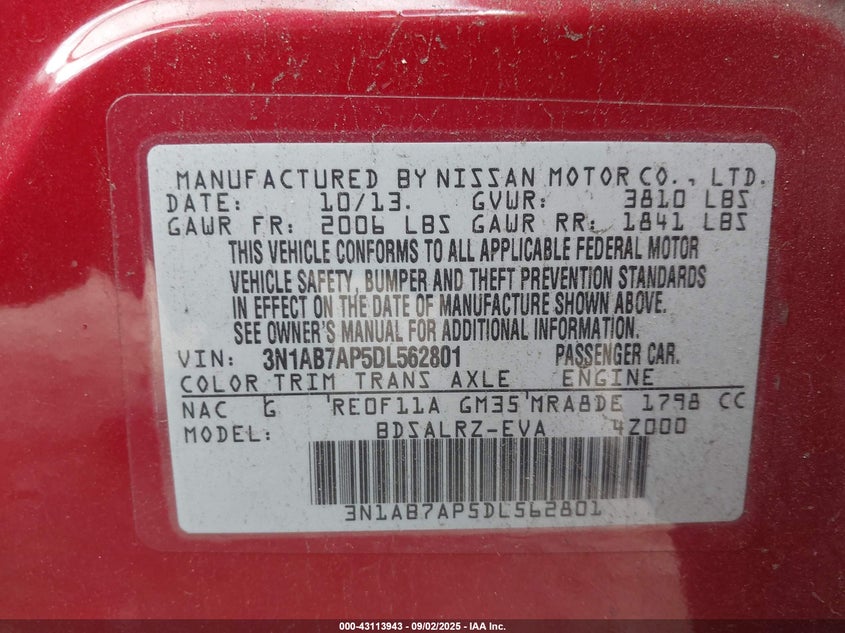 MANUFACTURED BY NISSAN MOTOR CO., LTD.
DATE: 10/13. GVWR: 3810 LBS
GAWR FR: 2006 LBS GAWR RR: 1841 LBS
THIS VEHICLE CONFORMS TO ALL APPLICABLE FEDERAL MOTOR
VEHICLE SAFETY, BUMPER AND THEFT PREVENTION STANDARDS
IN EFFECT ON THE DATE OF MANUFACTURE SHOWN ABOVE.
SEE OWNER'S MANUAL FOR ADDITIONAL INFORMATION.
VIN: 3N1AB7AP5DL562801 PASSENGER CAR.
COLOR TRIM TRANS AXLE ENGINE
NAC G RE0F11A GM35 MRA8DE 1798 CC
MODEL: BDSALRZ-EVA 4Z000
3N1AB7AP5DL562801
000-43113943 - 09/02/2025 - IAA Inc.